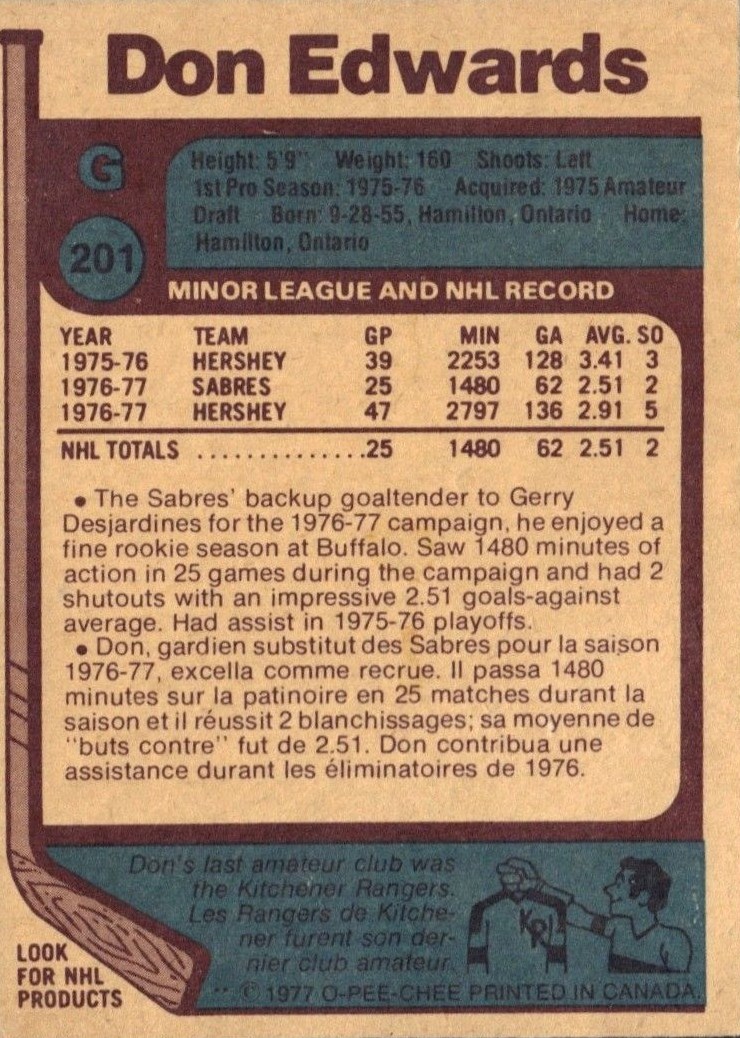 Don Edwards
G
Height: 5'9" Weight: 160 Shoots: Left
1st Pro Season: 1975-76 Acquired: 1975 Amateur
Draft Born: 9-28-55, Hamilton, Ontario Home:
Hamilton, Ontario
201
MINOR LEAGUE AND NHL RECORD
YEAR TEAM GP MIN GA AVG. SO
1975-76 HERSHEY 39 2253 128 3.41 3
1976-77 SABRES 25 1480 62 2.51 2
1976-77 HERSHEY 47 2797 136 2.91 5
NHL TOTALS . . . . . . . . . . . . . .25 1480 62 2.51 2
• The Sabres' backup goaltender to Gerry
Desjardines for the 1976-77 campaign, he enjoyed a
fine rookie season at Buffalo. Saw 1480 minutes of
action in 25 games during the campaign and had 2
shutouts with an impressive 2.51 goals-against
average. Had assist in 1975-76 playoffs.
• Don, gardien substitut des Sabres pour la saison
1976-77, excella comme recrue. Il passa 1480
minutes sur la patinoire en 25 matches durant la
saison et il réussit 2 blanchissages; sa moyenne de
"buts contre" fut de 2.51. Don contribua une
assistance durant les éliminatoires de 1976.
Don's last amateur club was
the Kitchener Rangers.
Les Rangers de Kitche-
ner furent son der-
nier club amateur.
KR
LOOK
FOR NHL
PRODUCTS
** © 1977 O-PEE-CHEE PRINTED IN CANADA.